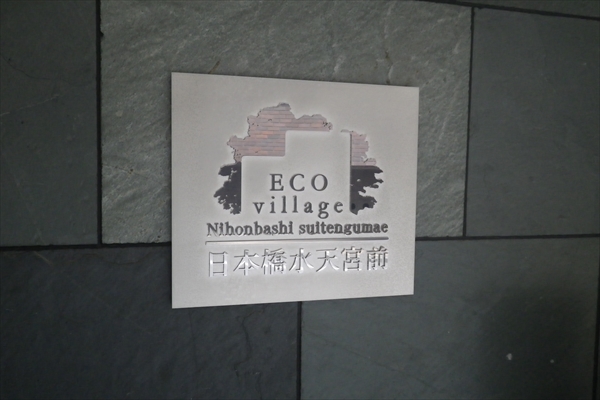 ECO
village
Nihonbashi suitengumae
日本橋水天宮前